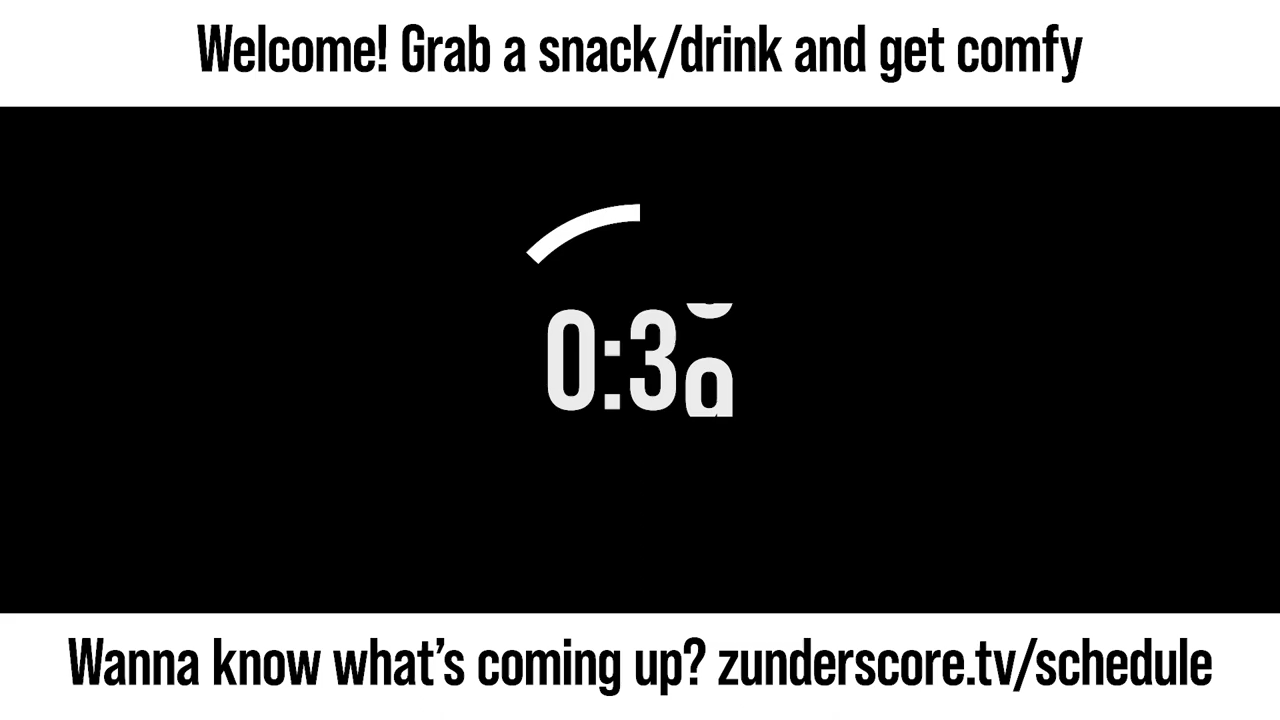 Welcome! Grab a snack/drink and get comfy
0:3
Wanna know what's coming up? zunderscore.tv/schedule